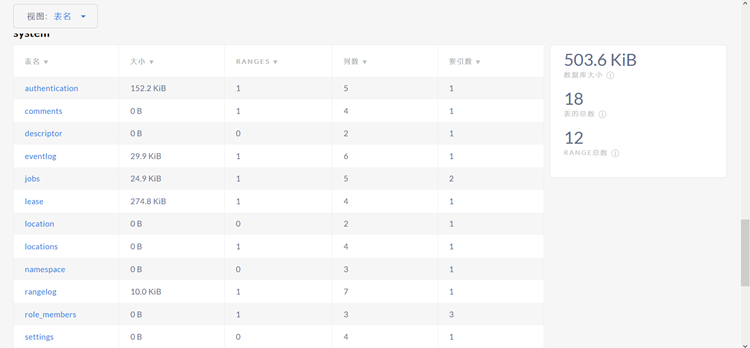 视图: 表名
system
表名 大小 RANGES 列数 索引数
authentication 152.2 KiB 1 5 1
comments 0 B 1 4 1
descriptor 0 B 0 2 1
eventlog 29.9 KiB 1 6 1
jobs 24.9 KiB 1 5 2
lease 274.8 KiB 1 4 1
location 0 B 0 2 1
locations 0 B 1 4 1
namespace 0 B 0 3 1
rangelog 10.0 KiB 1 7 1
role_members 0 B 1 3 3
settings 0 B 0 4 1
503.6 KiB
数据库大小
18
表的总数
12
RANGE总数